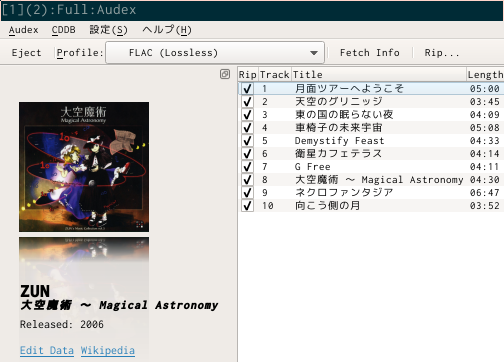 [1](2):Full:Audex
Audex CDDB 設定(S) ヘルプ(H)
Eject Profile: FLAC (Lossless) Fetch Info Rip...
Rip Track Title Length
1 月面ツアーへようこそ 05:00
2 天空のグリニッジ 03:45
3 東の国の眠らない夜 04:09
4 車椅子の未来宇宙 05:08
5 Demystify Feast 04:33
6 衛星カフェテラス 04:14
7 G Free 04:11
8 大空魔術 ～ Magical Astronomy 04:30
9 ネクロファンタジア 06:47
10 向こう側の月 03:52
大空魔術
Magical Astronomy
ZUN
大空魔術 ～ Magical Astronomy
Released: 2006
Edit Data Wikipedia